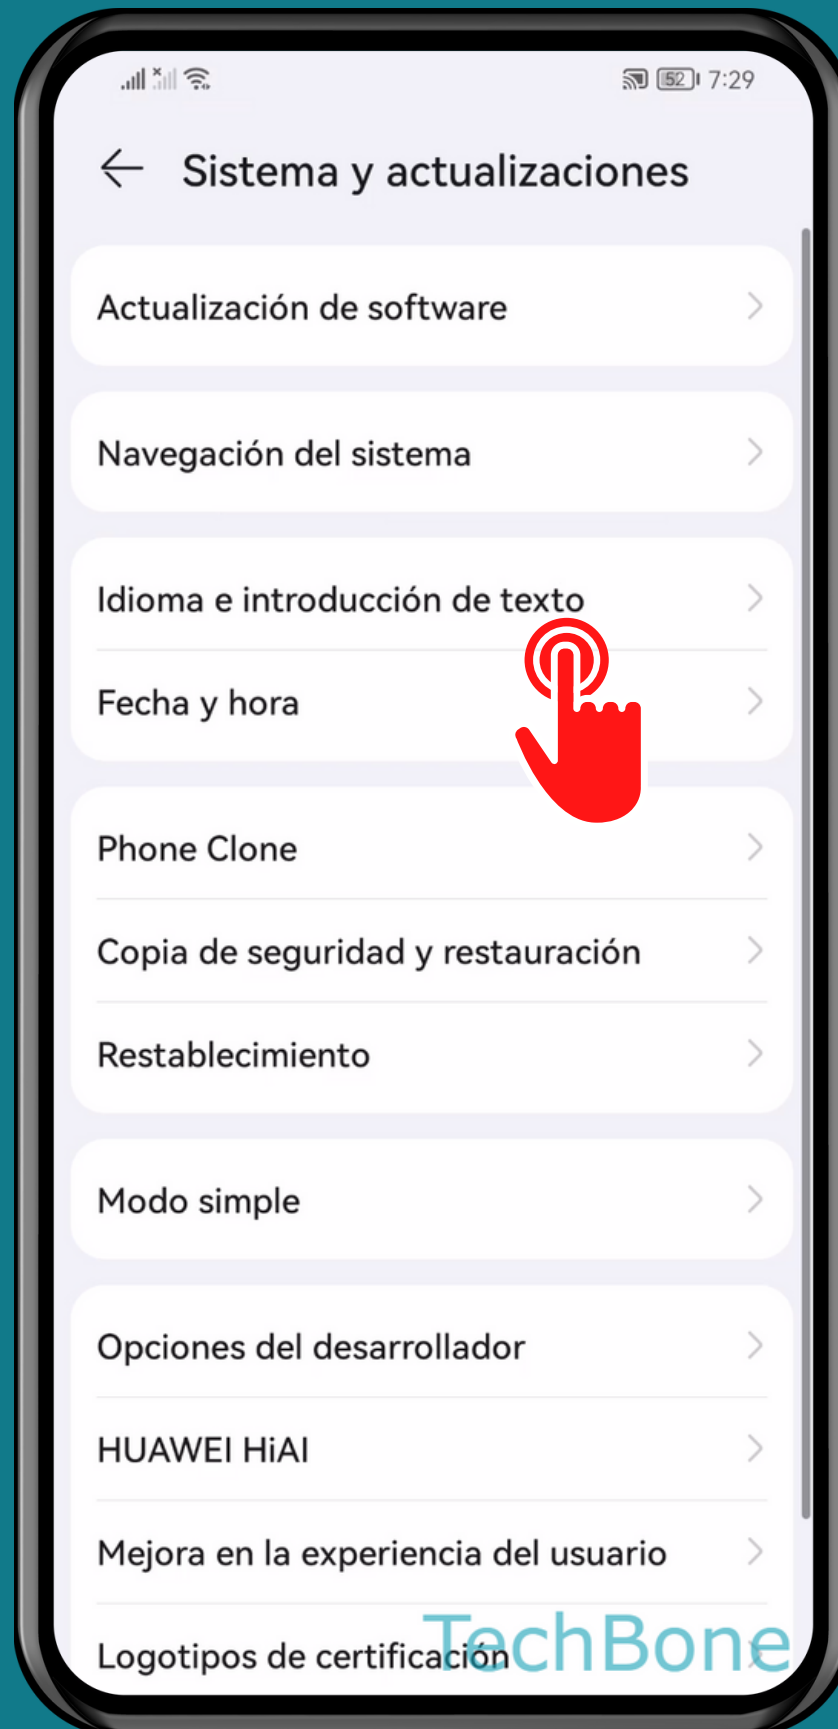 52 7:29
Sistema y actualizaciones
Actualización de software
Navegación del sistema
Idioma e introducción de texto
Fecha y hora
Phone Clone
Copia de seguridad y restauración
Restablecimiento
Modo simple
Opciones del desarrollador
HUAWEI HiAI
Mejora en la experiencia del usuario
Logotipos de certificación
TechBone